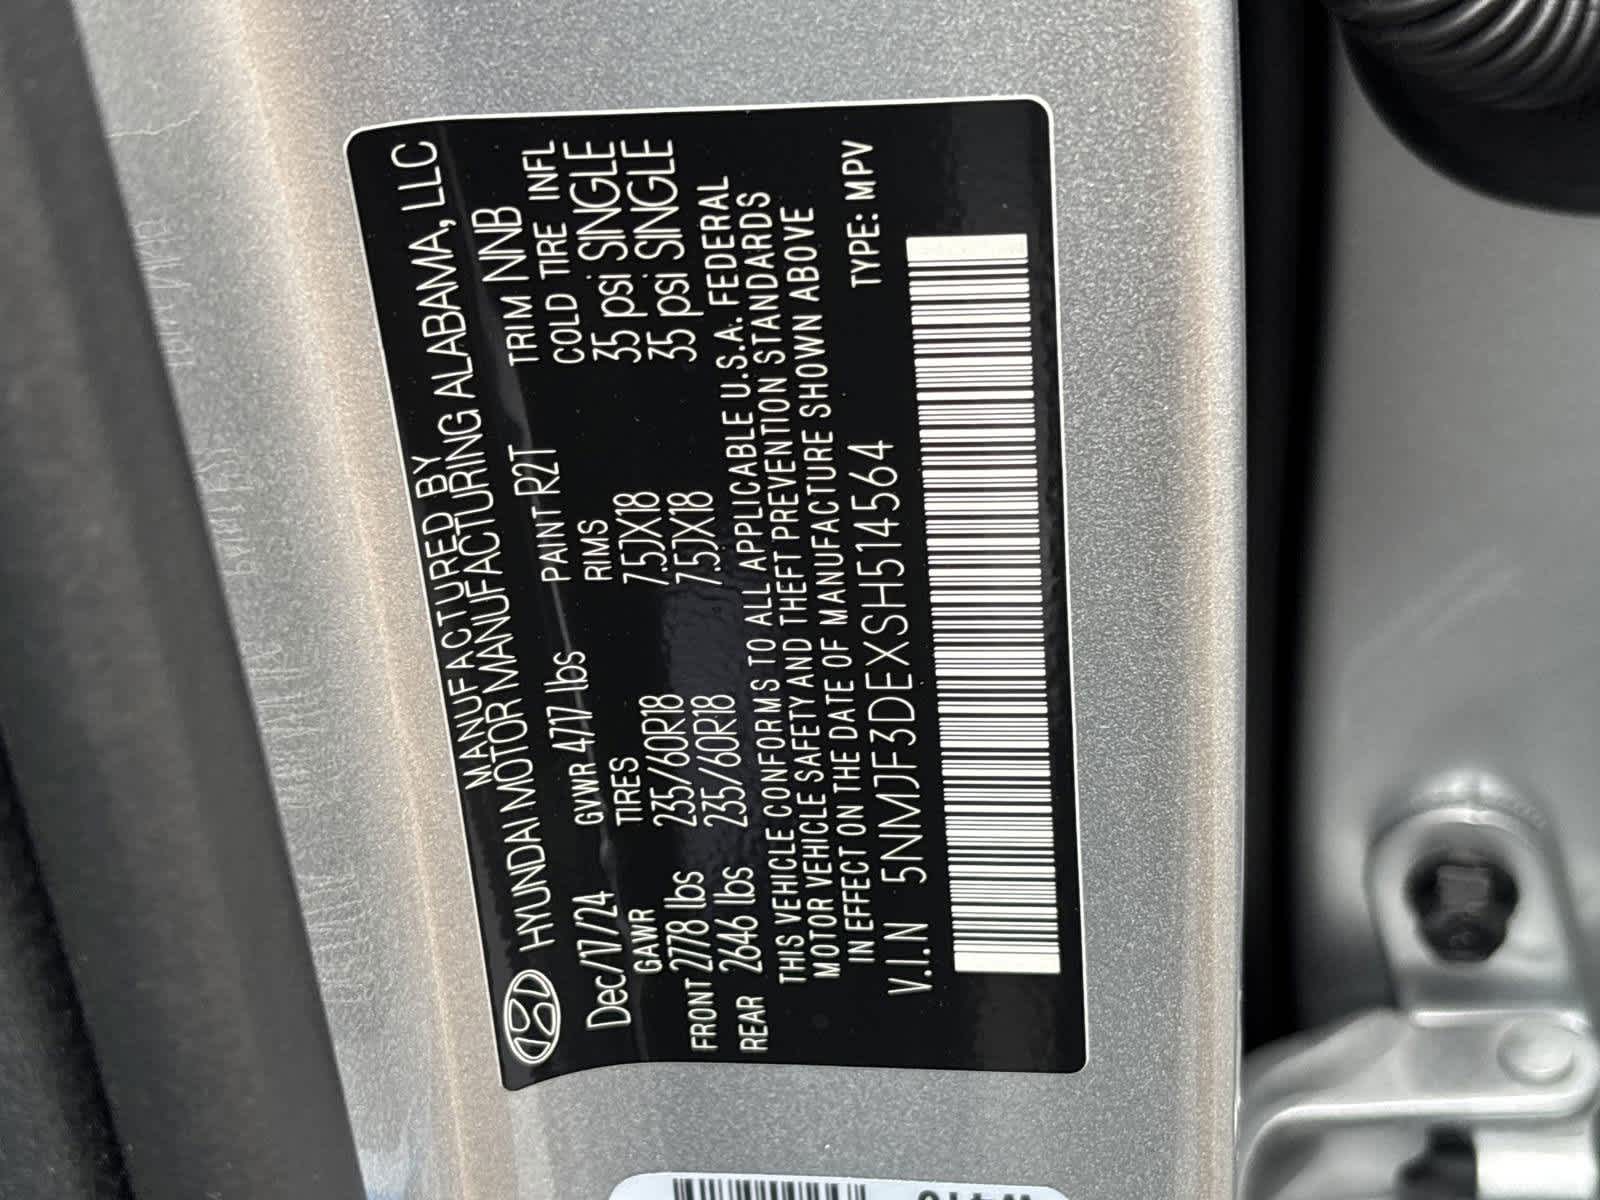 MANUFACTURED BY
HYUNDAI MOTOR MANUFACTURING ALABAMA, LLC
Dec/17/24 GVWR 4717 lbs PAINT R2T TRIM NNB
GAWR TIRES RIMS COLD TIRE INFL
FRONT 2778 lbs 235/60R18 7.5JX18 35 psi SINGLE
REAR 2646 lbs 235/60R18 7.5JX18 35 psi SINGLE
THIS VEHICLE CONFORMS TO ALL APPLICABLE U.S.A. FEDERAL
MOTOR VEHICLE SAFETY AND THEFT PREVENTION STANDARDS
IN EFFECT ON THE DATE OF MANUFACTURE SHOWN ABOVE
V.I.N 5NMJF3DEXSH514564 TYPE: MPV